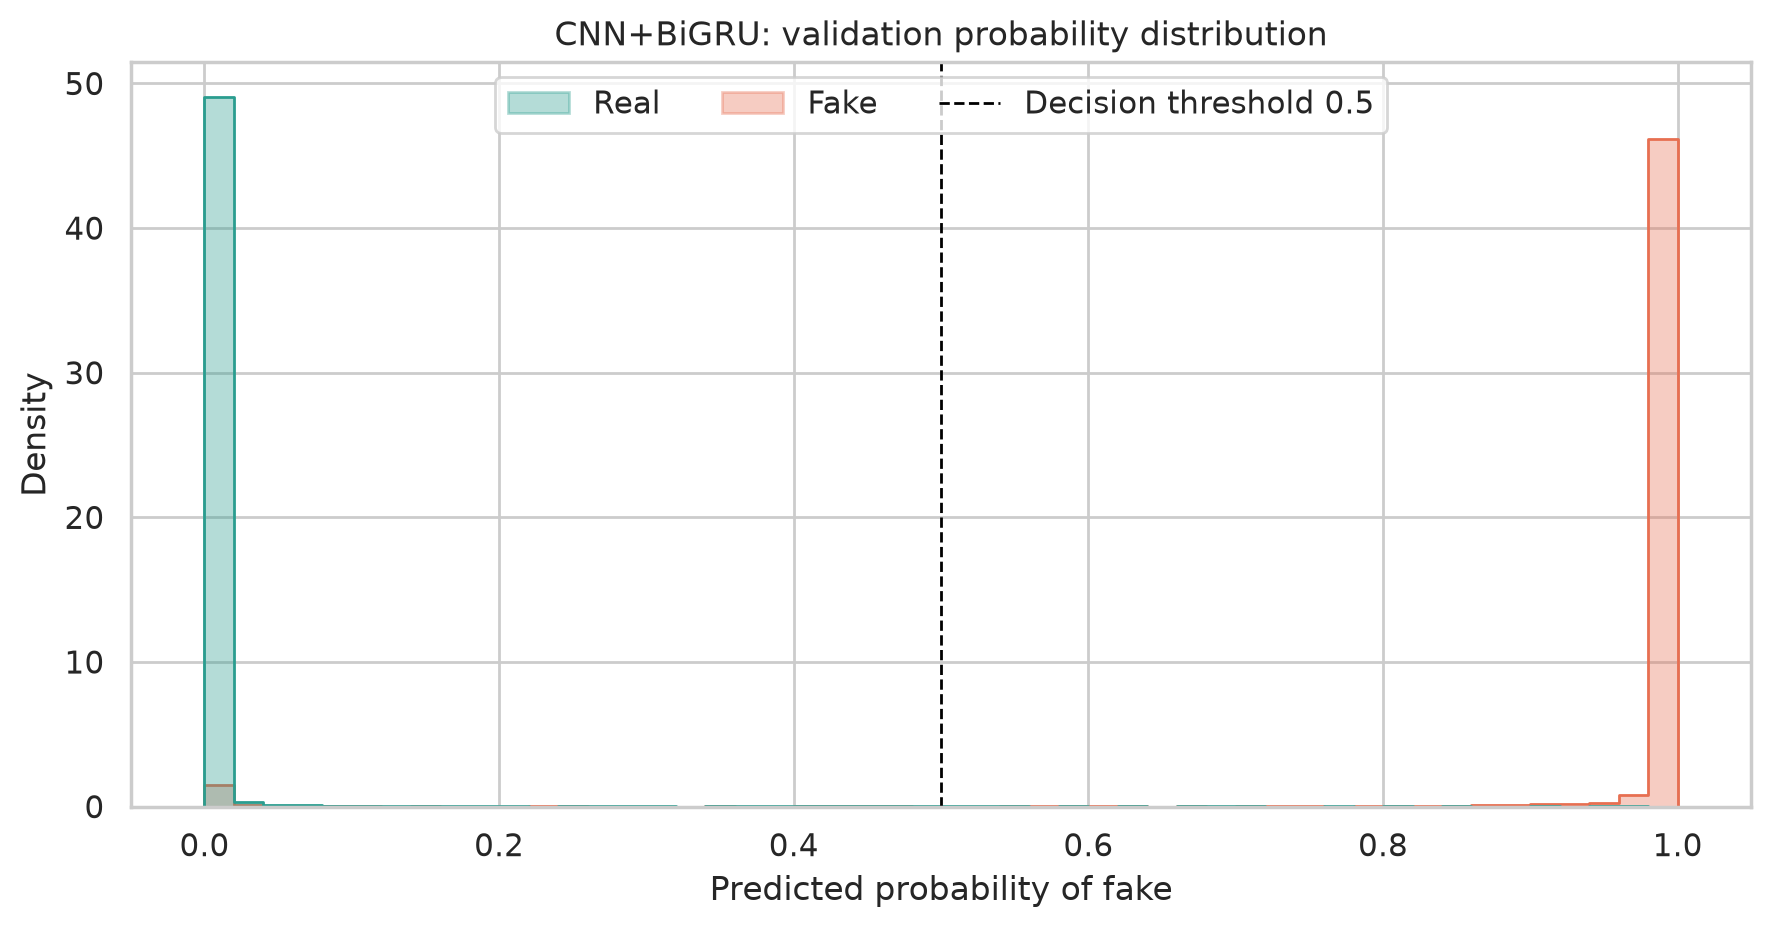 CNN+BiGRU: validation probability distribution
Real Fake Decision threshold 0.5
Density
50
40
30
20
10
0
0.0 0.2 0.4 0.6 0.8 1.0
Predicted probability of fake